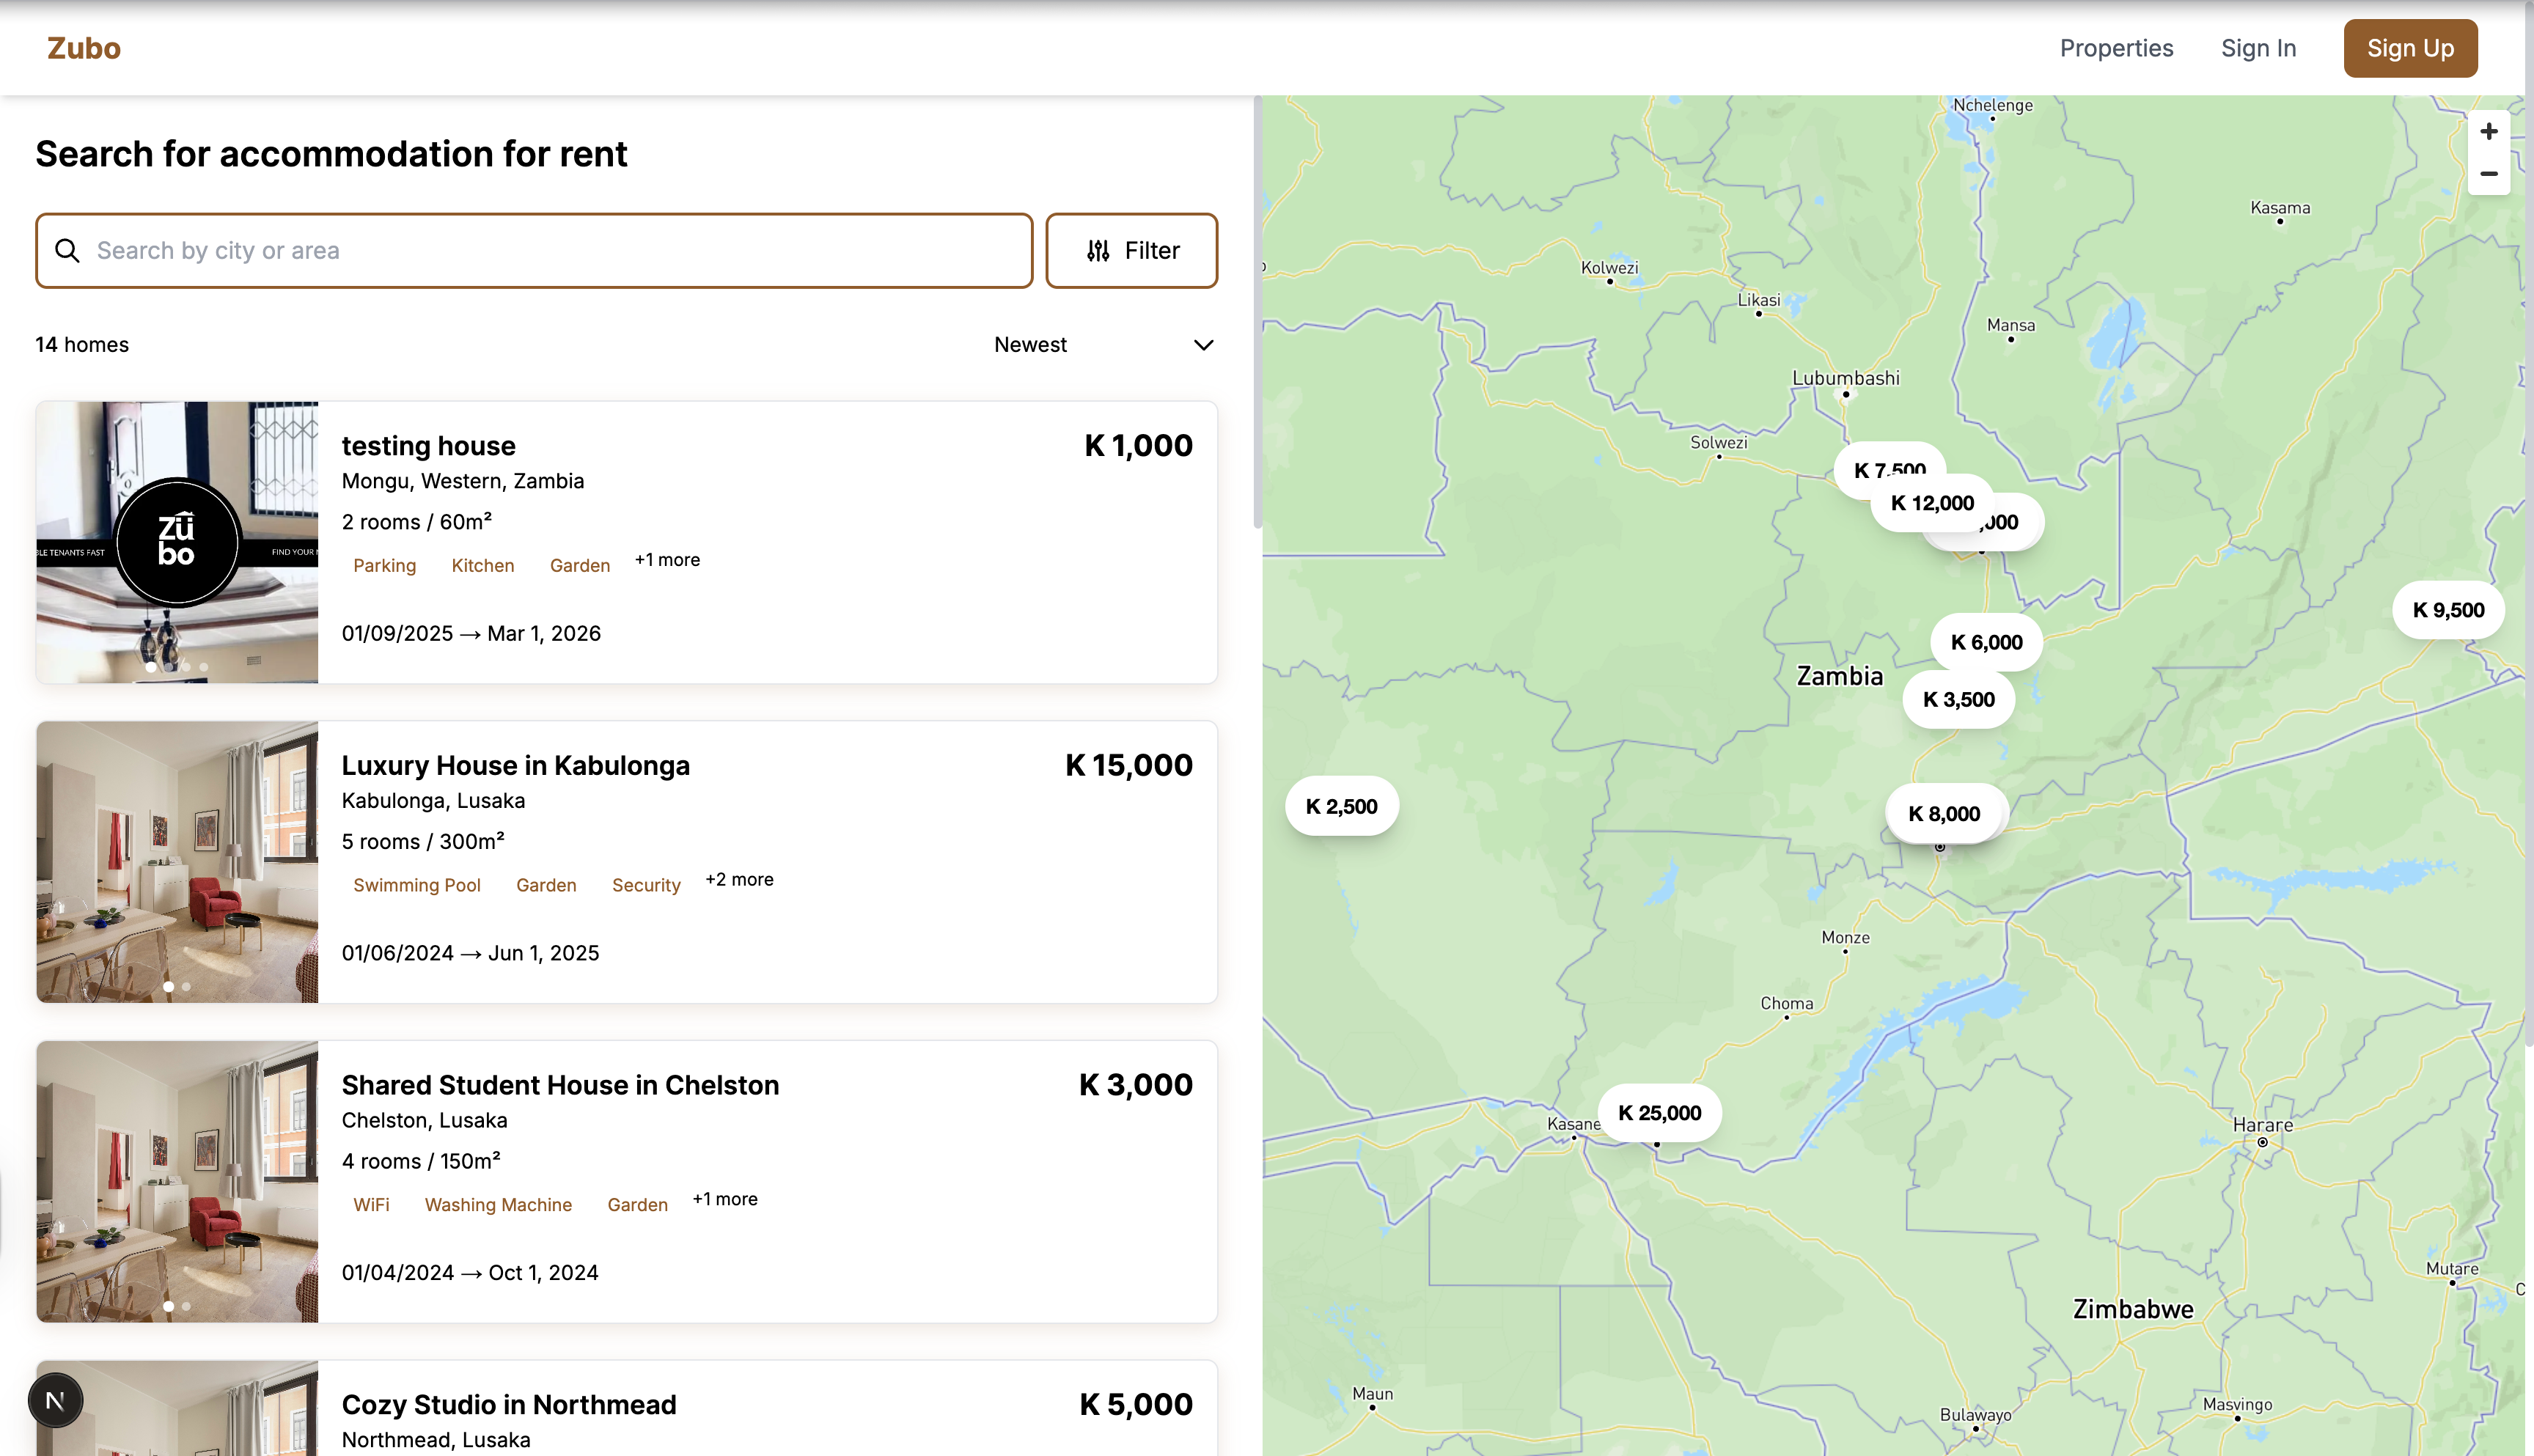 Zubo
Properties
Sign In
Sign Up
Search for accommodation for rent
Search by city or area
Filter
14 homes
Newest
testing house
K 1,000
Mongu, Western, Zambia
2 rooms / 60m²
Parking Kitchen Garden +1 more
01/09/2025 → Mar 1, 2026
zü
bo
BLE TENANTS FAST
FIND YOUR
Luxury House in Kabulonga
K 15,000
Kabulonga, Lusaka
5 rooms / 300m²
Swimming Pool Garden Security +2 more
01/06/2024 → Jun 1, 2025
Shared Student House in Chelston
K 3,000
Chelston, Lusaka
4 rooms / 150m²
WiFi Washing Machine Garden +1 more
01/04/2024 → Oct 1, 2024
Cozy Studio in Northmead
K 5,000
Northmead, Lusaka
N
Nchelenge
Kasama
Kolwezi
Likasi
Mansa
Lubumbashi
Solwezi
K 7,500
K 12,000
,000
K 9,500
K 6,000
Zambia
K 3,500
K 2,500
K 8,000
Monze
Choma
K 25,000
Kasane
Harare
Mutare
Zimbabwe
Maun
Masvingo
Bulawayo